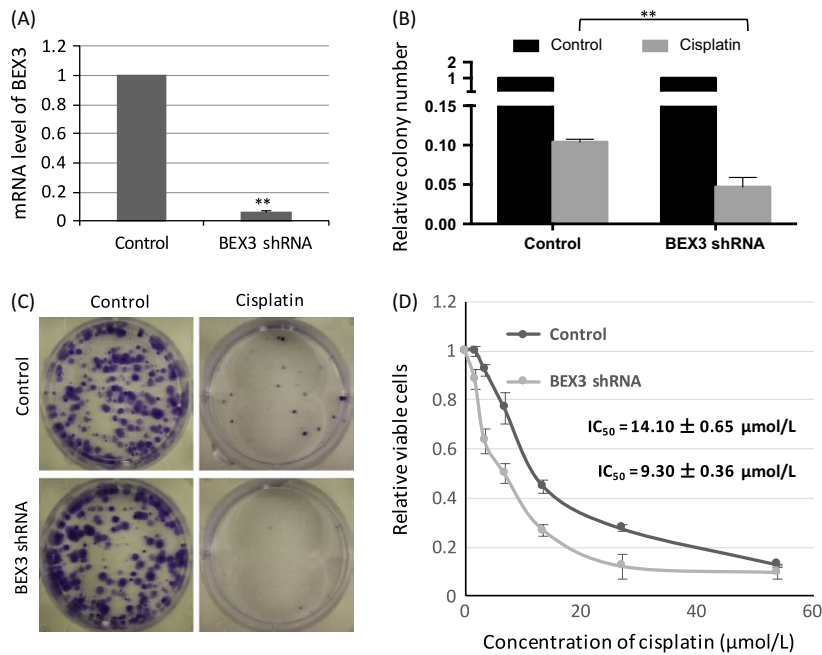 (A)
mRNA level of BEX3
1.2
1
0.8
0.6
0.4
0.2
0
**
Control
BEX3 shRNA
(B)
Relative colony number
**
Control
Cisplatin
2
1
0.15
0.10
0.05
0.00
Control
BEX3 shRNA
(C)
Control
Cisplatin
Control
BEX3 shRNA
(D)
Relative viable cells
1.2
1
0.8
0.6
0.4
0.2
0
Control
BEX3 shRNA
IC50 = 14.10 ± 0.65 μmol/L
IC50 = 9.30 ± 0.36 μmol/L
0
20
40
60
Concentration of cisplatin (μmol/L)